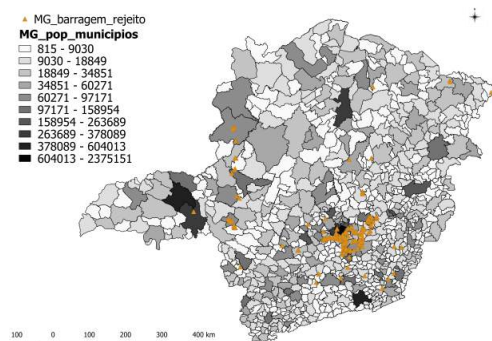 MG_barragem_rejeito
MG_pop_municipios
815 - 9030
9030 - 18849
18849 - 34851
34851 - 60271
60271 - 97171
97171 - 158954
158954 - 263689
263689 - 378089
378089 - 604013
604013 - 2375151
100 0 100 200 300 400 km